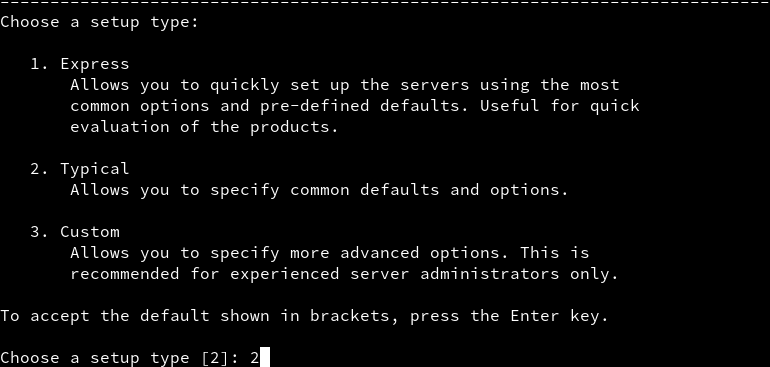 Choose a setup type:
1. Express
Allows you to quickly set up the servers using the most
common options and pre-defined defaults. Useful for quick
evaluation of the products.
2. Typical
Allows you to specify common defaults and options.
3. Custom
Allows you to specify more advanced options. This is
recommended for experienced server administrators only.
To accept the default shown in brackets, press the Enter key.
Choose a setup type [2]: 2